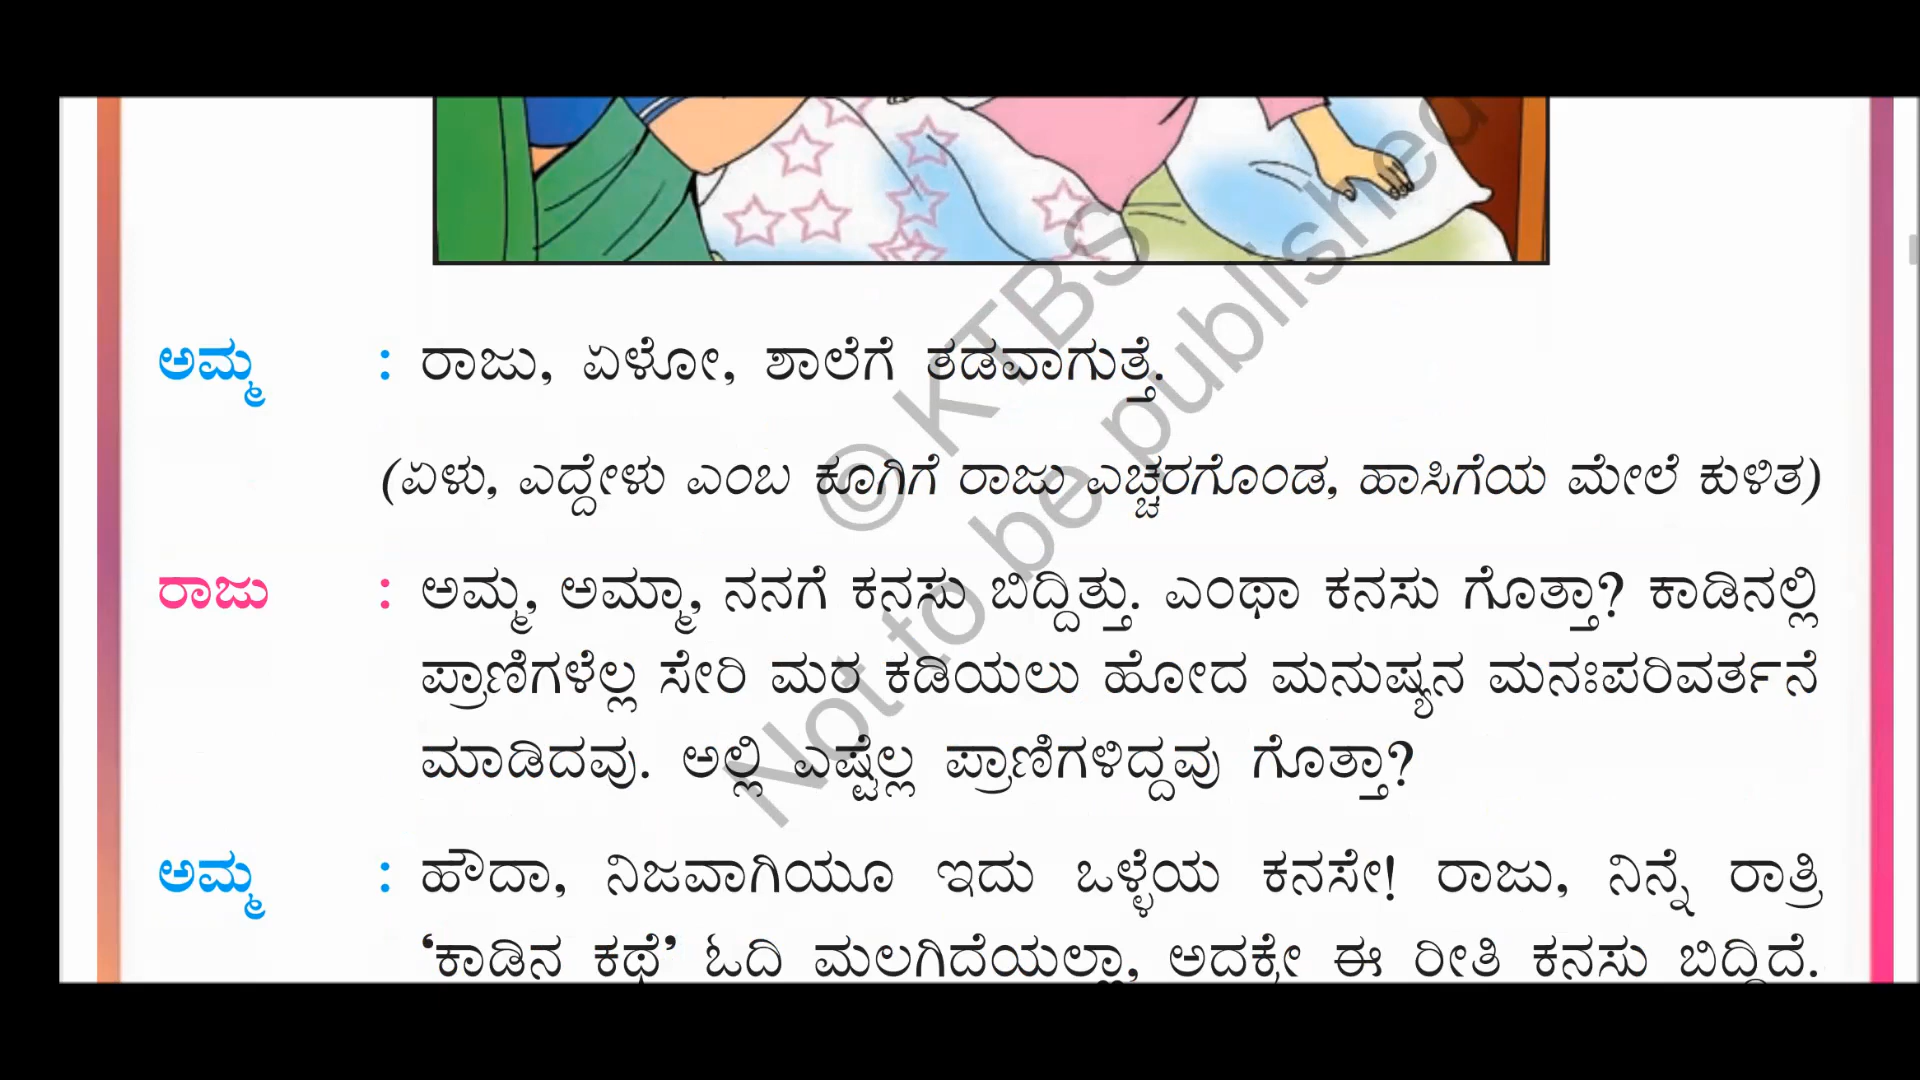 ಅಮ್ಮ : ರಾಜು, ಏಳೋ, ಶಾಲೆಗೆ ತಡವಾಗುತ್ತೆ.
(ಏಳು, ಎದ್ದೇಳು ಎಂಬ ಕೂಗಿಗೆ ರಾಜು ಎಚ್ಚರಗೊಂಡ, ಹಾಸಿಗೆಯ ಮೇಲೆ ಕುಳಿತ)
ರಾಜು : ಅಮ್ಮ, ಅಮ್ಮಾ, ನನಗೆ ಕನಸು ಬಿದ್ದಿತ್ತು. ಎಂಥಾ ಕನಸು ಗೊತ್ತಾ? ಕಾಡಿನಲ್ಲಿ
ಪ್ರಾಣಿಗಳೆಲ್ಲ ಸೇರಿ ಮರ ಕಡಿಯಲು ಹೋದ ಮನುಷ್ಯನ ಮನಃಪರಿವರ್ತನೆ
ಮಾಡಿದವು. ಅಲ್ಲಿ ಎಷ್ಟೆಲ್ಲ ಪ್ರಾಣಿಗಳಿದ್ದವು ಗೊತ್ತಾ?
ಅಮ್ಮ : ಹೌದಾ, ನಿಜವಾಗಿಯೂ ಇದು ಒಳ್ಳೆಯ ಕನಸೇ! ರಾಜು, ನಿನ್ನೆ ರಾತ್ರಿ
‘ಕಾಡಿನ ಕಥೆ’ ಓದಿ ಮಲಗಿದೆಯಲ್ಲಾ, ಅದಕ್ಕೇ ಈ ರೀತಿ ಕನಸು ಬಿದ್ದಿದೆ.
© KTBS
Not to be published